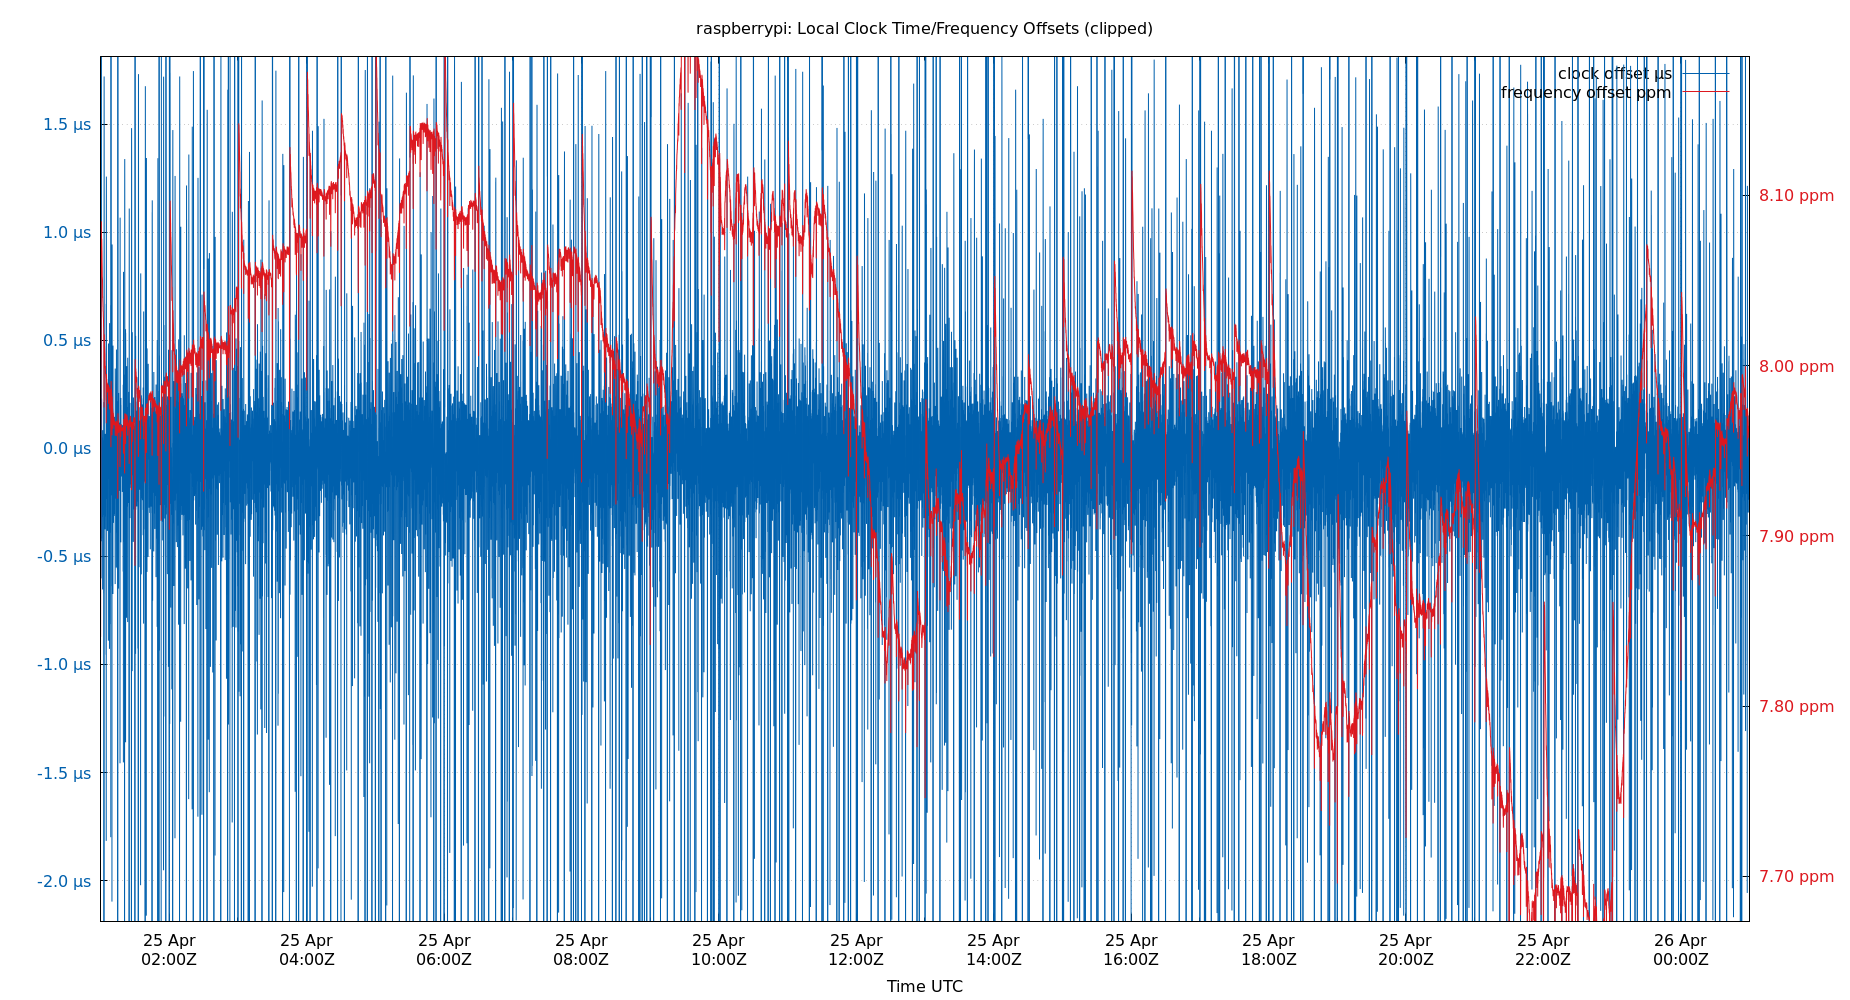 raspberrypi: Local Clock Time/Frequency Offsets (clipped)
clock offset µs
frequency offset ppm
1.5 µs
1.0 µs
0.5 µs
0.0 µs
-0.5 µs
-1.0 µs
-1.5 µs
-2.0 µs
8.10 ppm
8.00 ppm
7.90 ppm
7.80 ppm
7.70 ppm
25 Apr 25 Apr 25 Apr 25 Apr 25 Apr 25 Apr 25 Apr 25 Apr 25 Apr 25 Apr 25 Apr 26 Apr
02:00Z 04:00Z 06:00Z 08:00Z 10:00Z 12:00Z 14:00Z 16:00Z 18:00Z 20:00Z 22:00Z 00:00Z
Time UTC